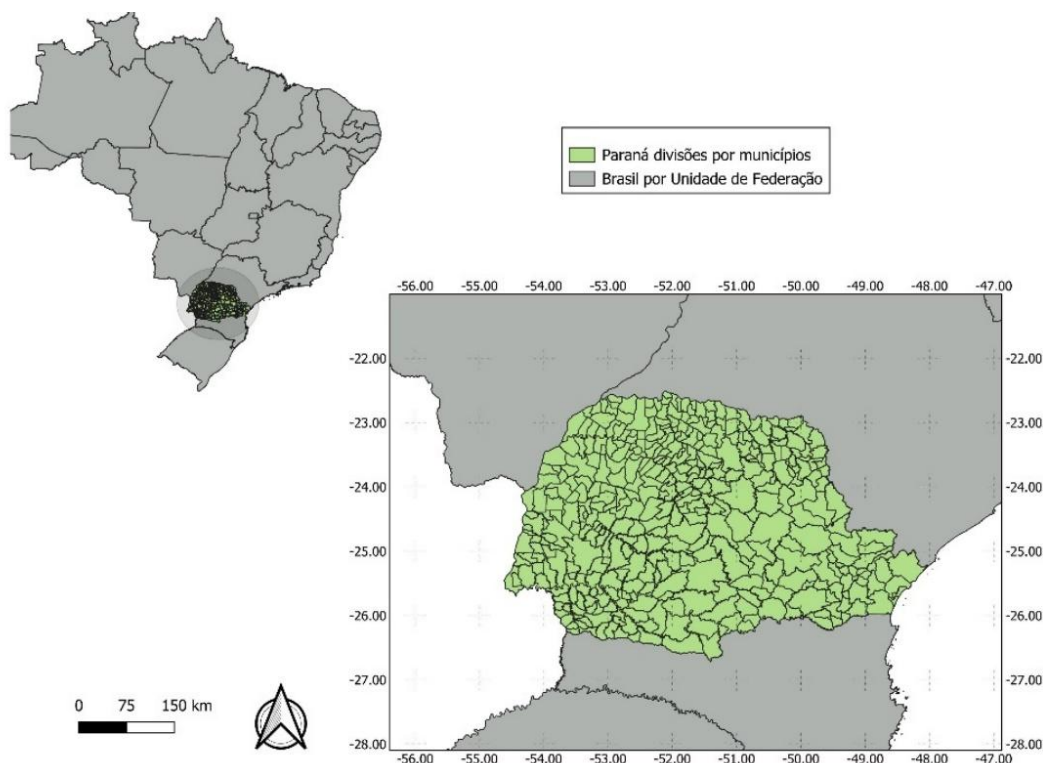 Paraná divisões por municípios
Brasil por Unidade de Federação
-56.00 -55.00 -54.00 -53.00 -52.00 -51.00 -50.00 -49.00 -48.00 -47.00
-22.00 -22.00
-23.00 -23.00
-24.00 -24.00
-25.00 -25.00
-26.00 -26.00
-27.00 -27.00
-28.00 -28.00
-56.00 -55.00 -54.00 -53.00 -52.00 -51.00 -50.00 -49.00 -48.00 -47.00
0 75 150 km